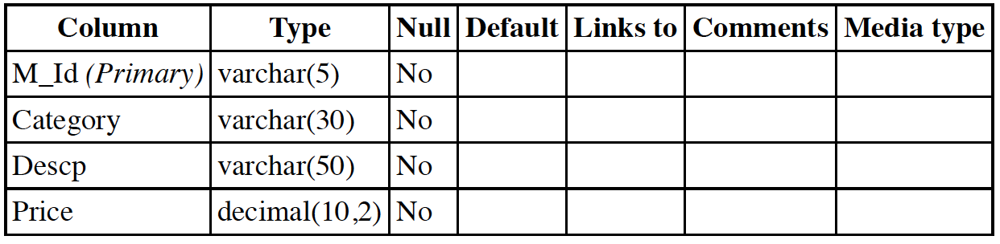 Column Type Null Default Links to Comments Media type
M_Id (Primary) varchar(5) No
Category varchar(30) No
Descp varchar(50) No
Price decimal(10,2) No